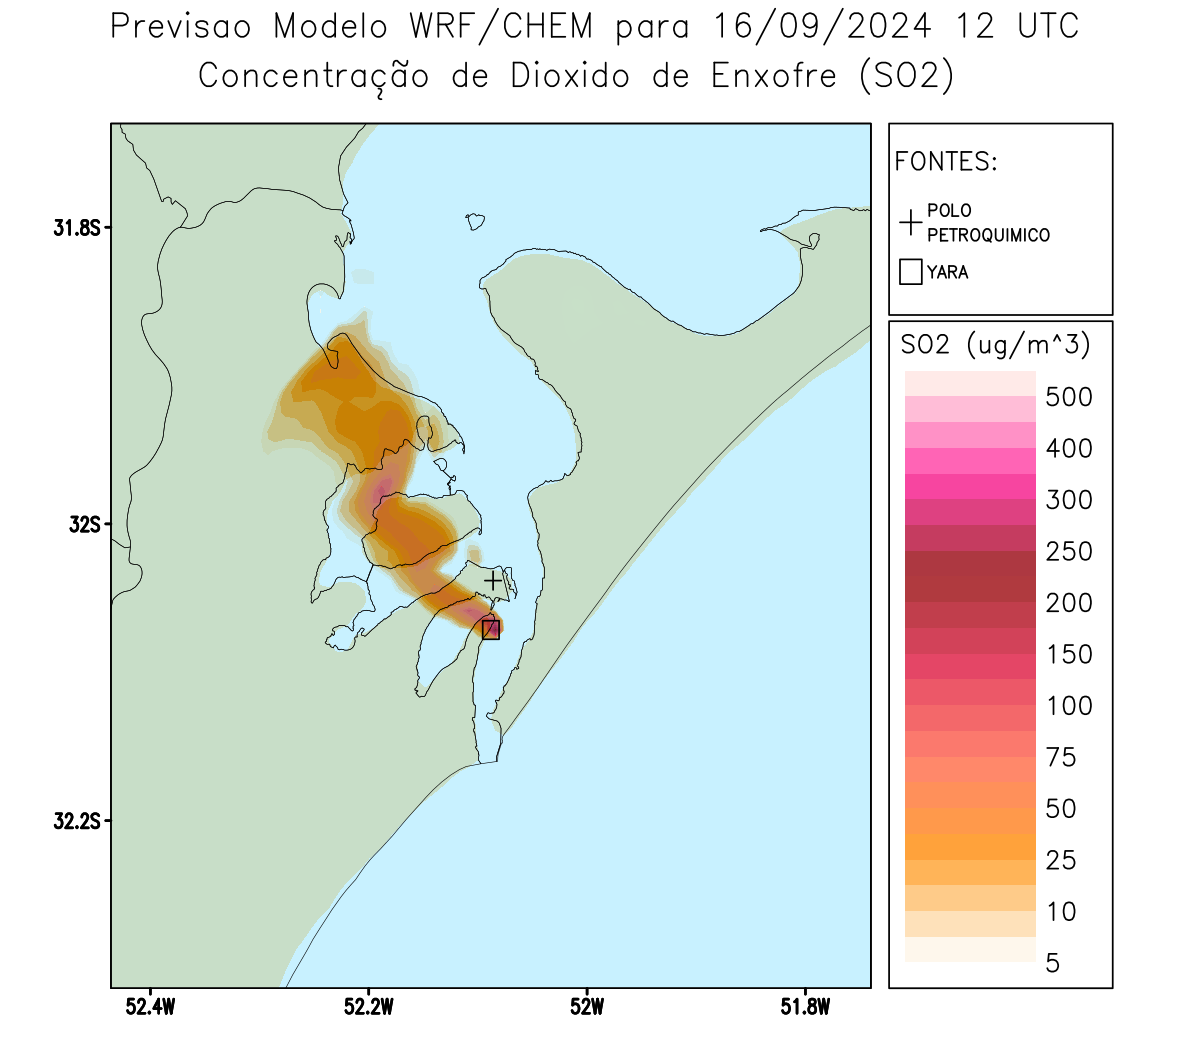 Previsao Modelo WRF/CHEM para 16/09/2024 12 UTC
Concentração de Dioxido de Enxofre (SO2)
FONTES:
POLO
PETROQUIMICO
YARA
31.8S
32S
32.2S
52.4W
52.2W
52W
51.8W
SO2 (ug/m^3)
500
400
300
250
200
150
100
75
50
25
10
5